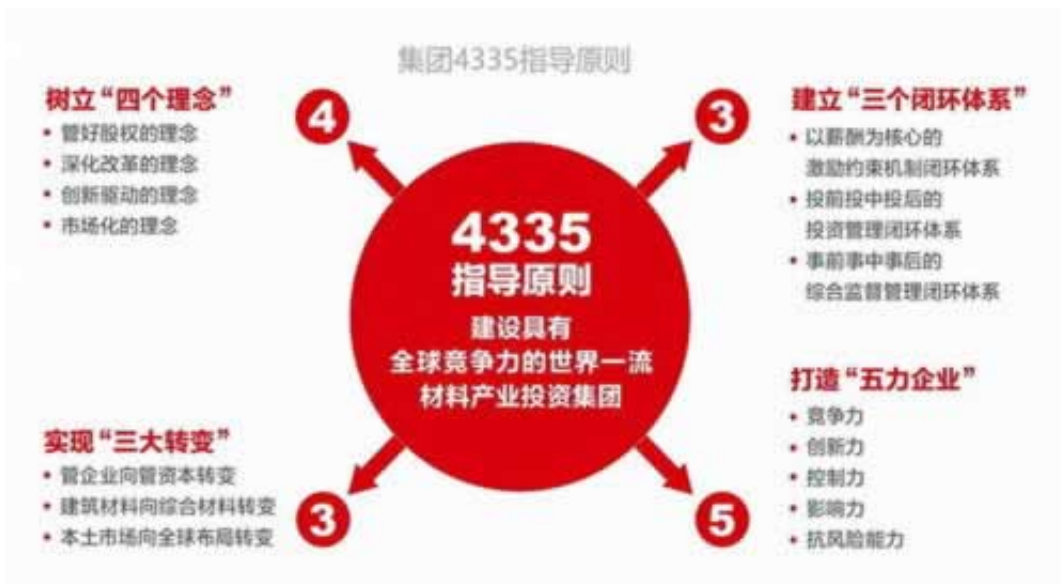 集团4335指导原则
树立“四个理念”
• 管好股权的理念
• 深化改革的理念
• 创新驱动的理念
• 市场化的理念
4
3
建立“三个闭环体系”
• 以薪酬为核心的
激励约束机制闭环体系
• 投前投中投后的
投资管理闭环体系
• 事前事中事后的
综合监督管理闭环体系
4335
指导原则
建设具有
全球竞争力的世界一流
材料产业投资集团
实现“三大转变”
• 管企业向管资本转变
• 建筑材料向综合材料转变
• 本土市场向全球布局转变
3
5
打造“五力企业”
• 竞争力
• 创新力
• 控制力
• 影响力
• 抗风险能力